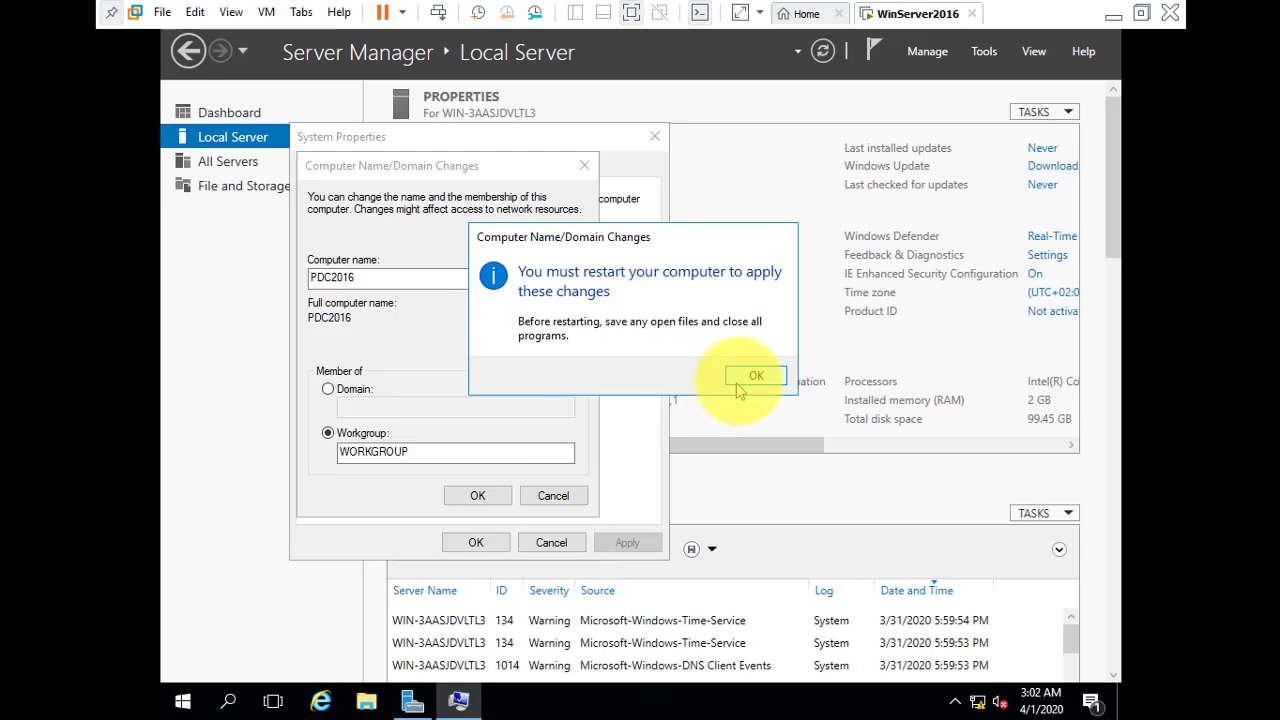 File Edit View VM Tabs Help
Home
WinServer2016
Server Manager ▸ Local Server
Manage Tools View Help
Dashboard
Local Server
All Servers
File and Storage
PROPERTIES
For WIN-3AASJDVLTL3
TASKS
Last installed updates Never
Windows Update Download
Last checked for updates Never
Windows Defender Real-Time
Feedback & Diagnostics Settings
IE Enhanced Security Configuration On
Time zone (UTC+02:0
Product ID Not activa
Processors Intel(R) Co
Installed memory (RAM) 2 GB
Total disk space 99.45 GB
System Properties
computer
Computer Name/Domain Changes
You can change the name and the membership of this
computer. Changes might affect access to network resources.
Computer name:
PDC2016
Full computer name:
PDC2016
Member of
Domain:
Workgroup:
WORKGROUP
OK Cancel
OK Cancel Apply
Computer Name/Domain Changes
You must restart your computer to apply
these changes
Before restarting, save any open files and close all
programs.
OK
TASKS
Server Name ID Severity Source Log Date and Time
WIN-3AASJDVLTL3 134 Warning Microsoft-Windows-Time-Service System 3/31/2020 5:59:54 PM
WIN-3AASJDVLTL3 134 Warning Microsoft-Windows-Time-Service System 3/31/2020 5:59:53 PM
WIN-3AASJDVLTL3 1014 Warning Microsoft-Windows-DNS Client Events System 3/31/2020 5:59:53 PM
3:02 AM
4/1/2020
1